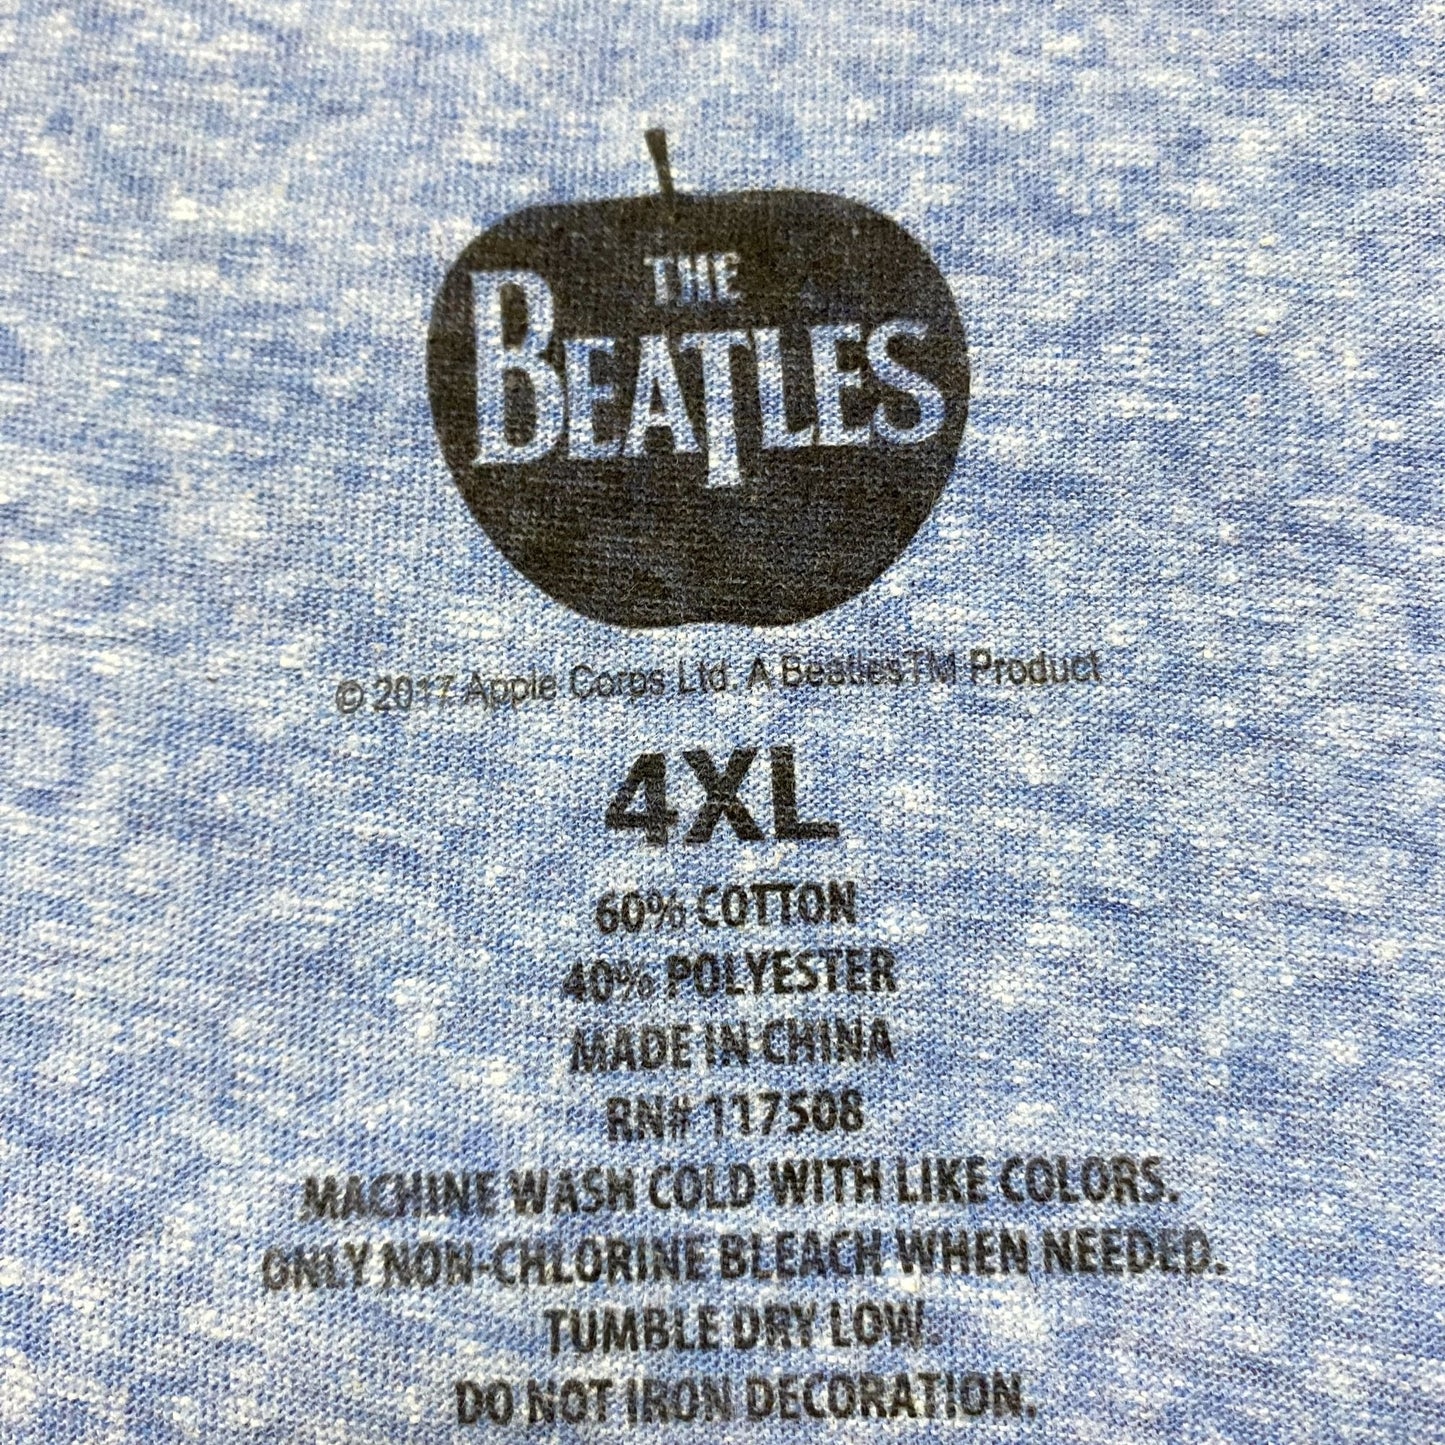 THE
BEATLES
© 2017 Apple Corps Ltd. A Beatles™ Product.
4XL
60% COTTON
40% POLYESTER
MADE IN CHINA
RN# 117508
MACHINE WASH COLD WITH LIKE COLORS.
ONLY NON-CHLORINE BLEACH WHEN NEEDED.
TUMBLE DRY LOW.
DO NOT IRON DECORATION.